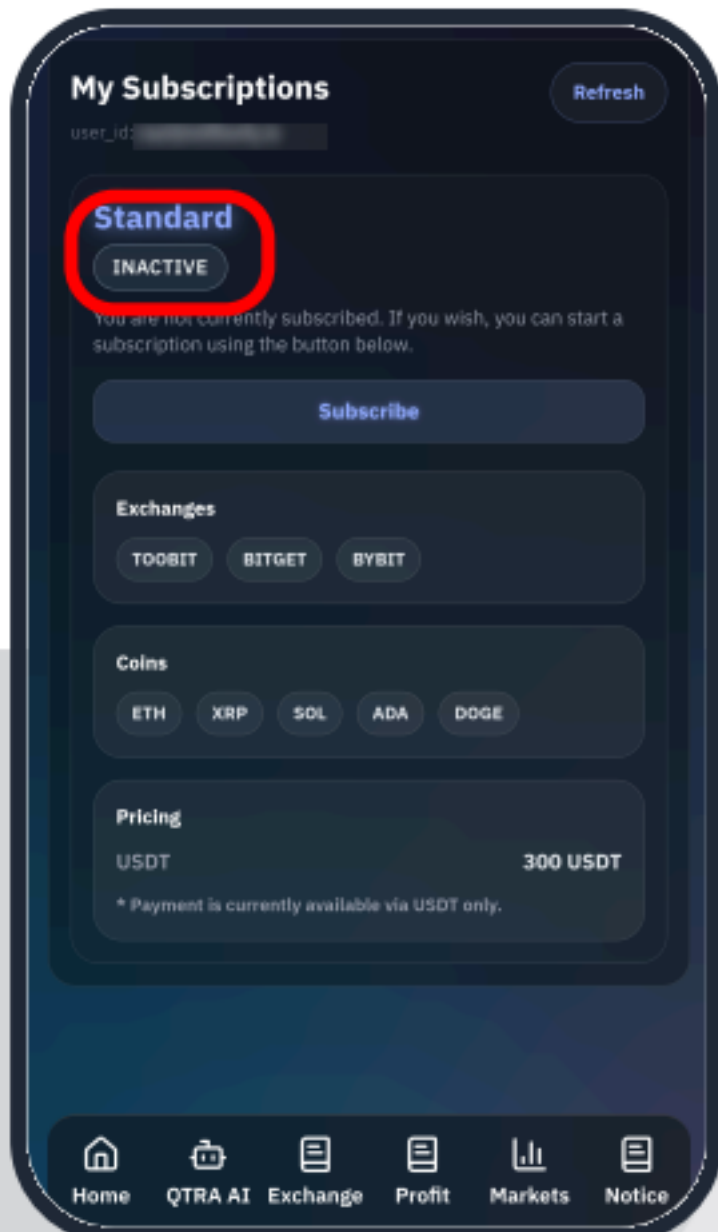 My Subscriptions
Refresh
user_id:
Standard
INACTIVE
You are not currently subscribed. If you wish, you can start a
subscription using the button below.
Subscribe
Exchanges
TOOBIT BITGET BYBIT
Coins
ETH XRP SOL ADA DOGE
Pricing
USDT 300 USDT
* Payment is currently available via USDT only.
Home QTRA AI Exchange Profit Markets Notice